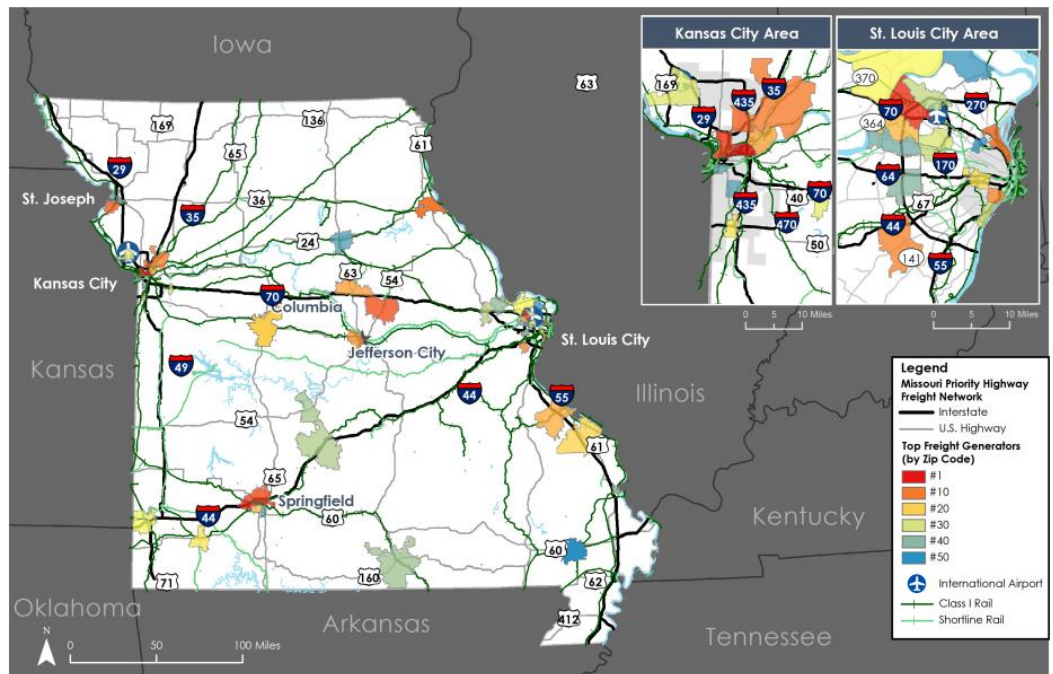 Iowa
Kansas City Area
St. Louis City Area
63
169
435
35
29
70
435
40
470
50
0
5
10 Miles
370
70
270
364
170
64
67
44
141
55
0
5
10 Miles
169
136
65
61
29
St. Joseph
36
35
24
Kansas City
63
54
70
Columbia
Jefferson City
St. Louis City
Kansas
49
Illinois
44
55
54
61
65
Springfield
44
60
60
Kentucky
71
160
62
Oklahoma
Arkansas
412
Tennessee
N
0
50
100 Miles
Legend
Missouri Priority Highway
Freight Network
Interstate
U.S. Highway
Top Freight Generators
(by Zip Code)
#1
#10
#20
#30
#40
#50
International Airport
Class I Rail
Shortline Rail